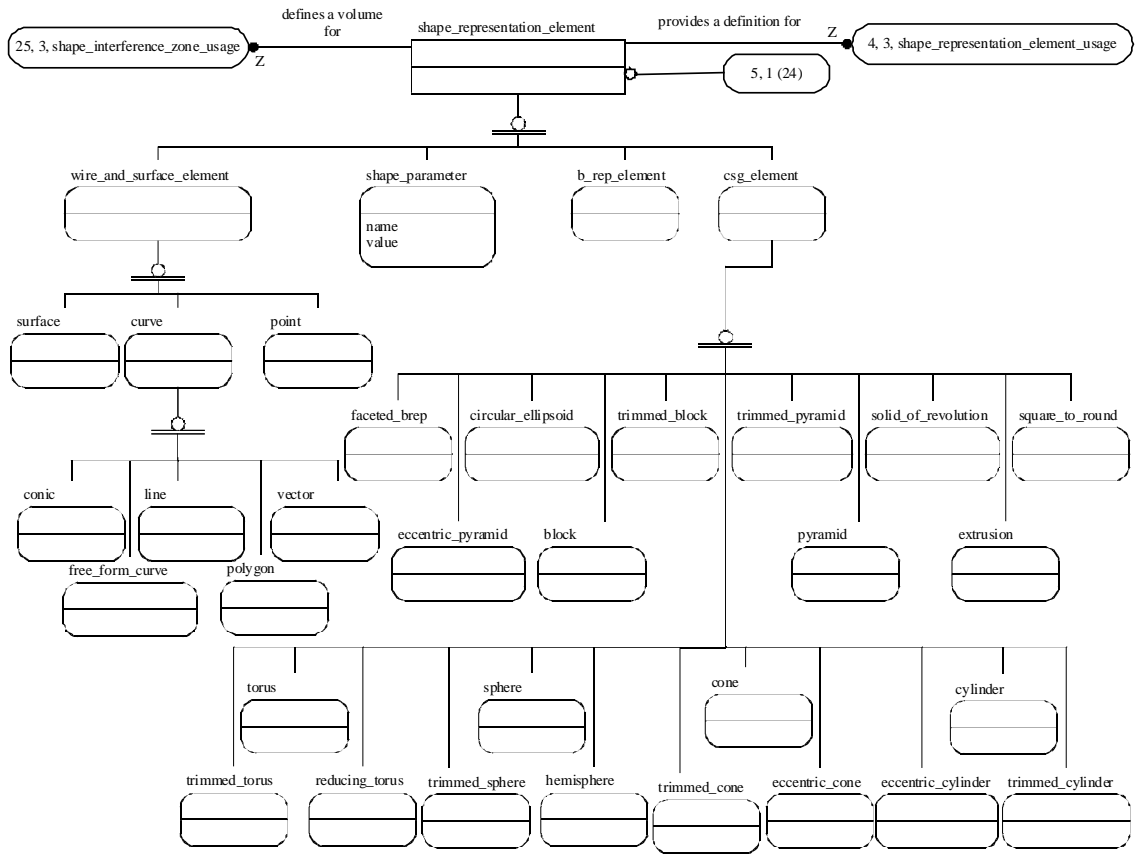 defines a volume
for
shape_representation_element
provides a definition for
25, 3, shape_interference_zone_usage
Z
Z
4, 3, shape_representation_element_usage
5, 1 (24)
wire_and_surface_element
shape_parameter
b_rep_element
csg_element
name
value
surface
curve
point
faceted_brep
circular_ellipsoid
trimmed_block
trimmed_pyramid
solid_of_revolution
square_to_round
conic
line
vector
eccentric_pyramid
block
pyramid
extrusion
free_form_curve
polygon
torus
sphere
cone
cylinder
trimmed_torus
reducing_torus
trimmed_sphere
hemisphere
trimmed_cone
eccentric_cone
eccentric_cylinder
trimmed_cylinder